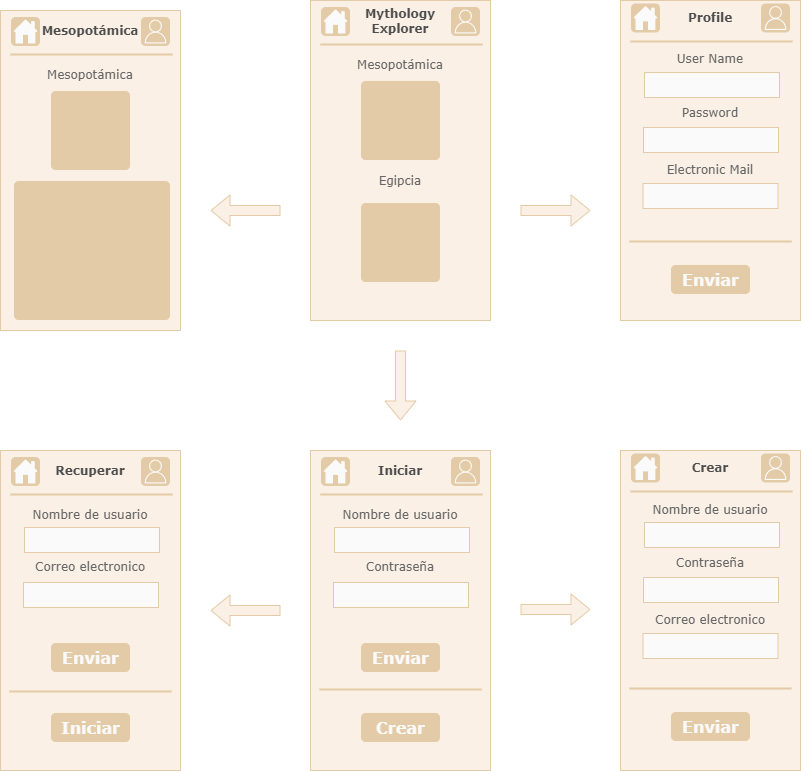 Mesopotámica
Mesopotámica
Mythology
Explorer
Mesopotámica
Egipcia
Profile
User Name
Password
Electronic Mail
Enviar
Recuperar
Nombre de usuario
Correo electronico
Enviar
Iniciar
Iniciar
Nombre de usuario
Contraseña
Enviar
Crear
Crear
Nombre de usuario
Contraseña
Correo electronico
Enviar